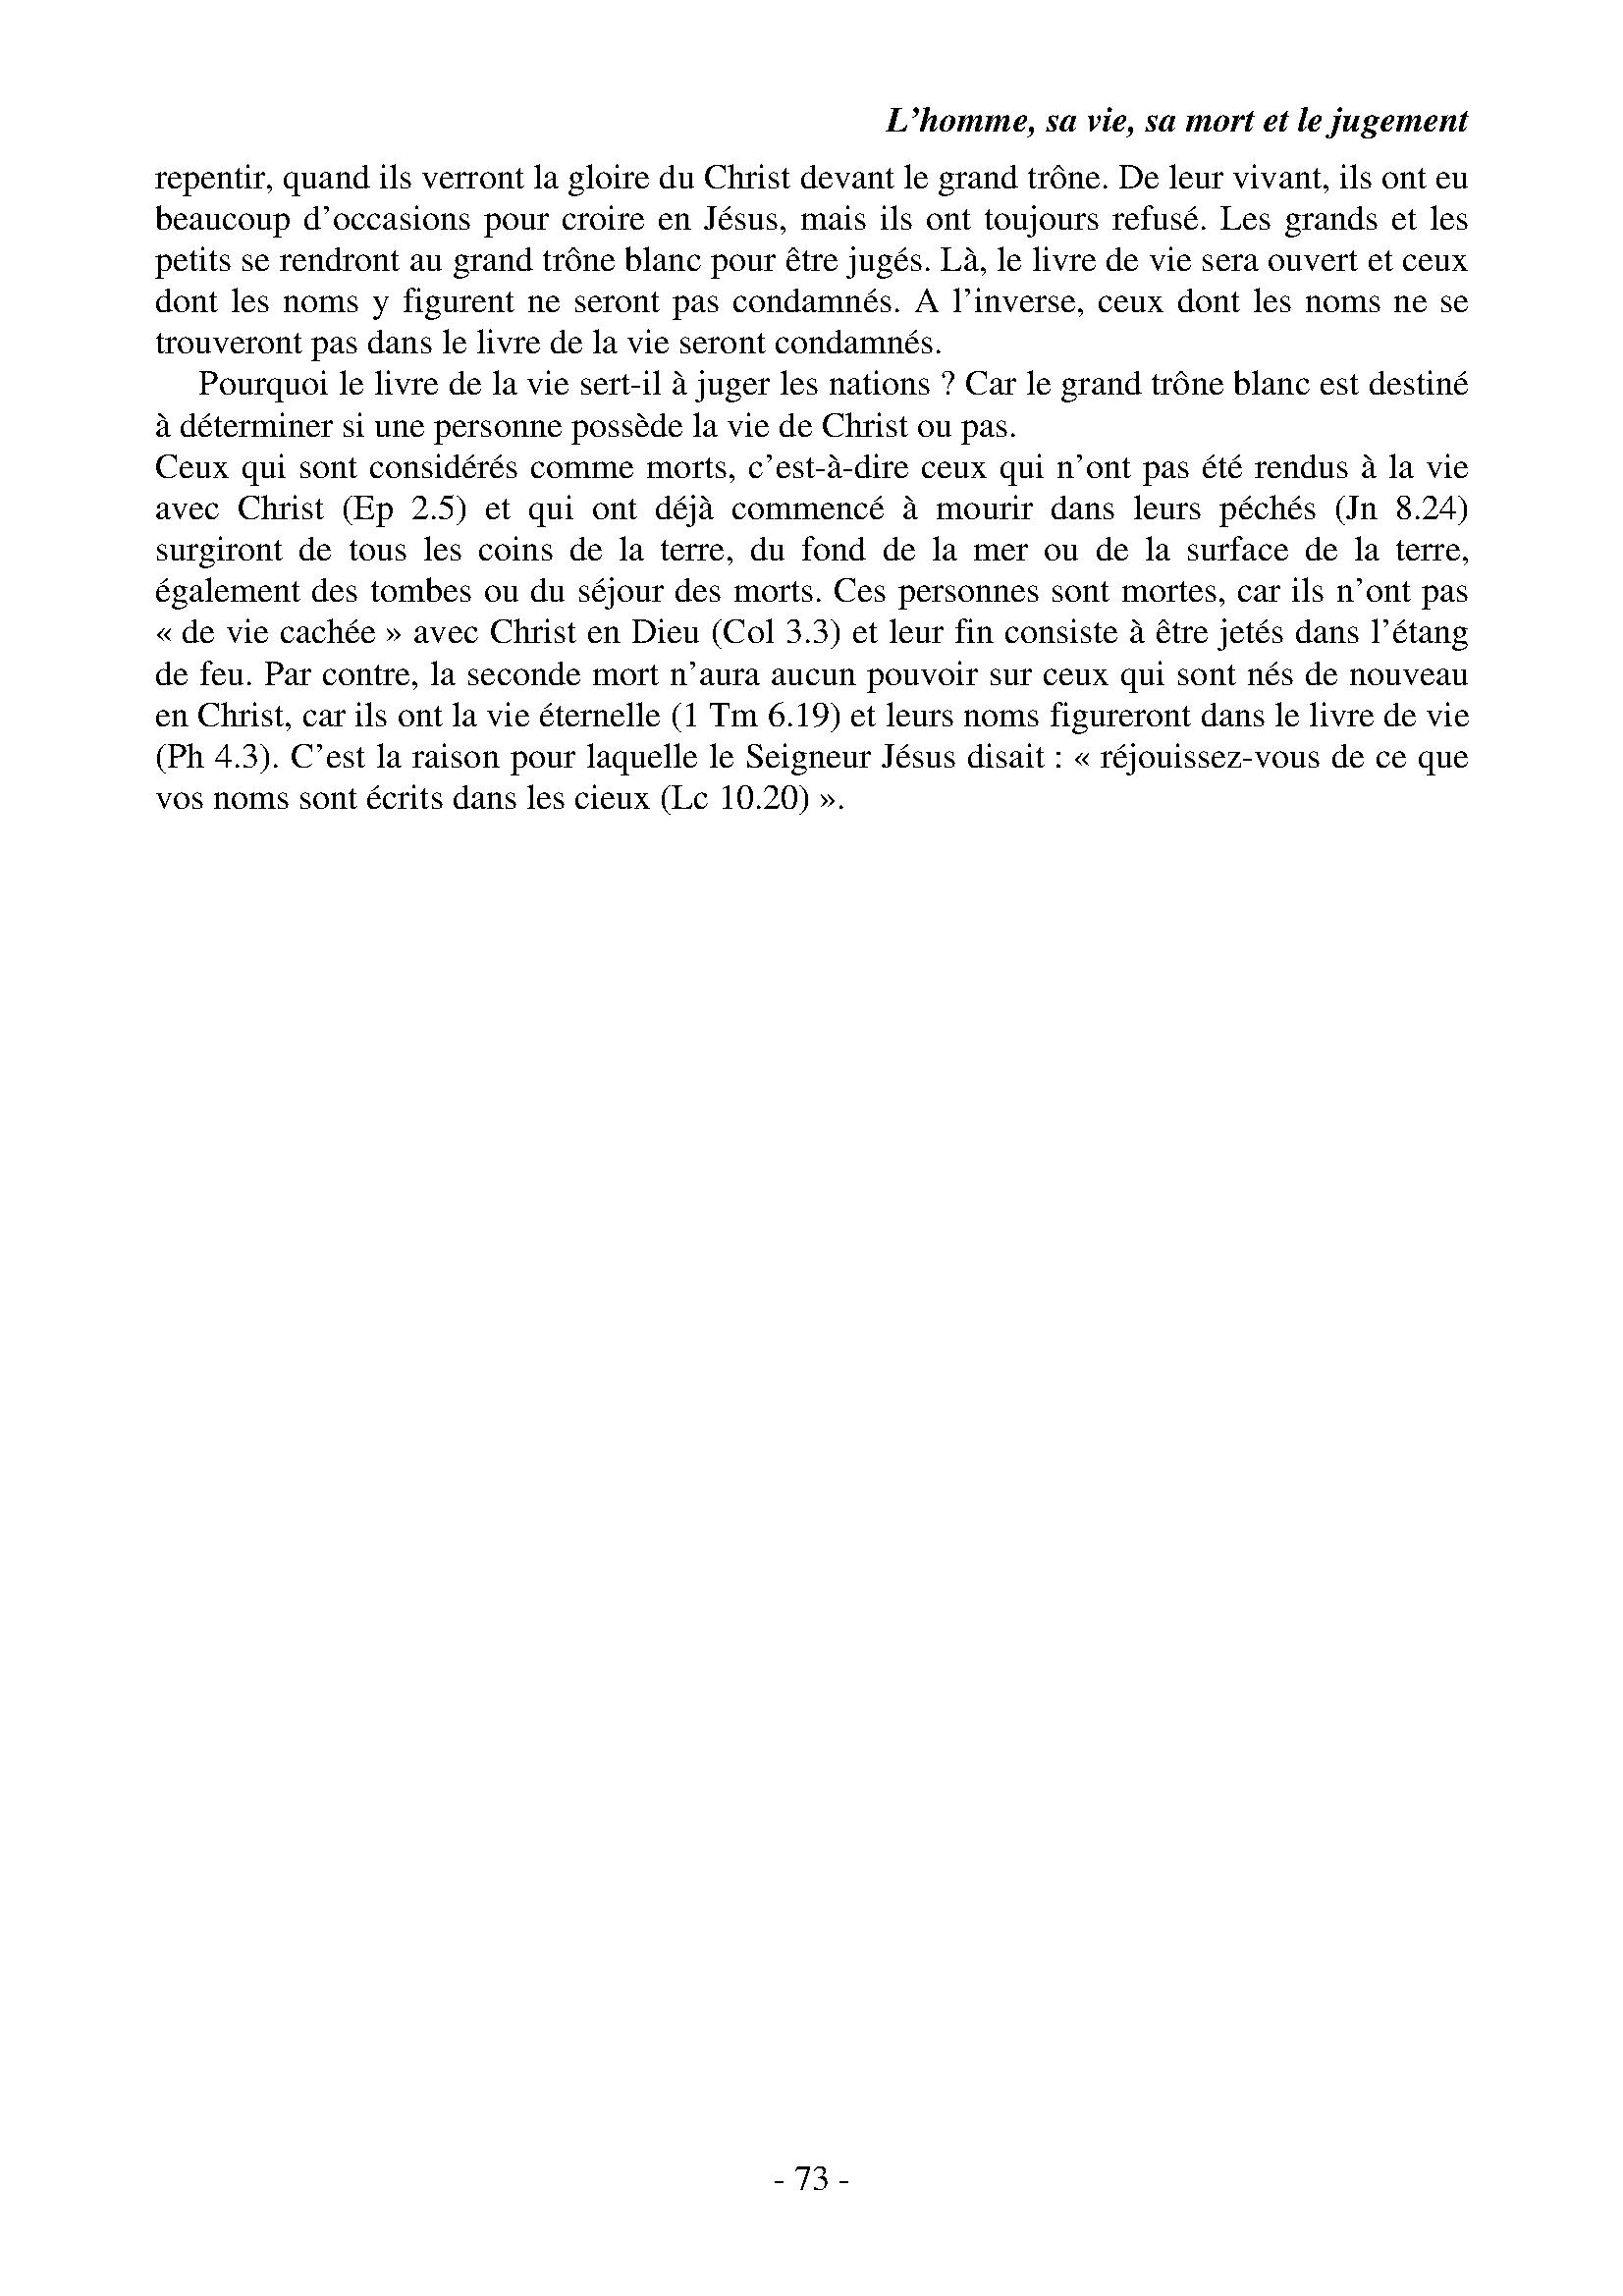 L’homme, sa vie, sa mort et le jugement
repentir, quand ils verront la gloire du Christ devant le grand trône. De leur vivant, ils ont eu
beaucoup d’occasions pour croire en Jésus, mais ils ont toujours refusé. Les grands et les
petits se rendront au grand trône blanc pour être jugés. Là, le livre de vie sera ouvert et ceux
dont les noms y figurent ne seront pas condamnés. A l’inverse, ceux dont les noms ne se
trouveront pas dans le livre de la vie seront condamnés.
Pourquoi le livre de la vie sert-il à juger les nations ? Car le grand trône blanc est destiné
à déterminer si une personne possède la vie de Christ ou pas.
Ceux qui sont considérés comme morts, c’est-à-dire ceux qui n’ont pas été rendus à la vie
avec Christ (Ep 2.5) et qui ont déjà commencé à mourir dans leurs péchés (Jn 8.24)
surgiront de tous les coins de la terre, du fond de la mer ou de la surface de la terre,
également des tombes ou du séjour des morts. Ces personnes sont mortes, car ils n’ont pas
« de vie cachée » avec Christ en Dieu (Col 3.3) et leur fin consiste à être jetés dans l’étang
de feu. Par contre, la seconde mort n’aura aucun pouvoir sur ceux qui sont nés de nouveau
en Christ, car ils ont la vie éternelle (1 Tm 6.19) et leurs noms figureront dans le livre de vie
(Ph 4.3). C’est la raison pour laquelle le Seigneur Jésus disait : « réjouissez-vous de ce que
vos noms sont écrits dans les cieux (Lc 10.20) ».
- 73 -